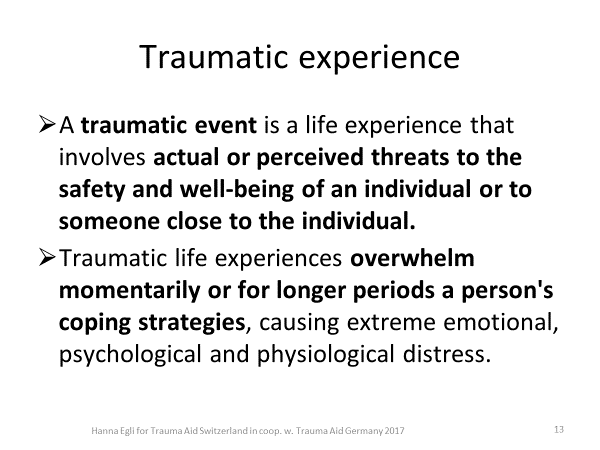 Traumatic experience
➢A traumatic event is a life experience that
involves actual or perceived threats to the
safety and well-being of an individual or to
someone close to the individual.
➢Traumatic life experiences overwhelm
momentarily or for longer periods a person's
coping strategies, causing extreme emotional,
psychological and physiological distress.
Hanna Egli for Trauma Aid Switzerland in coop. w. Trauma Aid Germany 2017
13